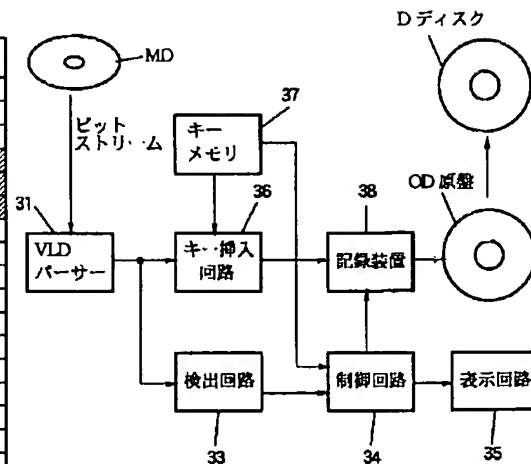 Dディスク
MD
37
ビット
ストリーム
キー
メモリ
OD原盤
31
36
38
VLD
パーサー
キー挿入
回路
記録装置
検出回路
制御回路
表示回路
33
34
35